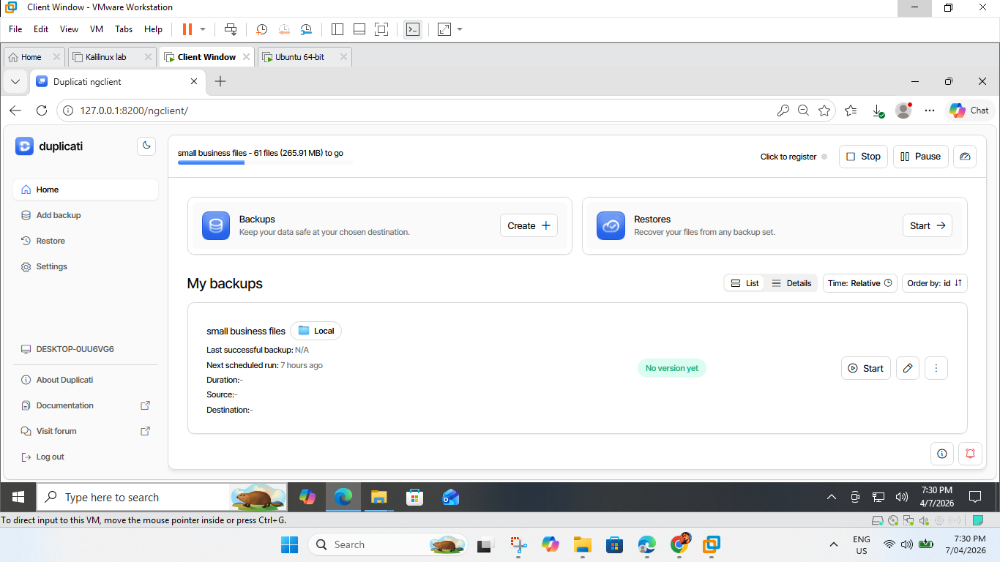 Client Window - VMware Workstation
File Edit View VM Tabs Help
Home Kalilinux lab Client Window Ubuntu 64-bit
Duplicati ngclient
127.0.0.1:8200/ngclient/
Chat
duplicati
small business files - 61 files (265.91 MB) to go
Click to register
Stop
Pause
Home
Add backup
Restore
Settings
DESKTOP-0UU6VG6
About Duplicati
Documentation
Visit forum
Log out
Backups
Keep your data safe at your chosen destination.
Create
Restores
Recover your files from any backup set.
Start
My backups
List
Details
Time: Relative
Order by: id
small business files
Local
Last successful backup: N/A
Next scheduled run: 7 hours ago
Duration:-
Source:-
Destination:-
No version yet
Start
Type here to search
7:30 PM
4/7/2026
To direct input to this VM, move the mouse pointer inside or press Ctrl+G.
Search
ENG
US
7:30 PM
7/04/2026